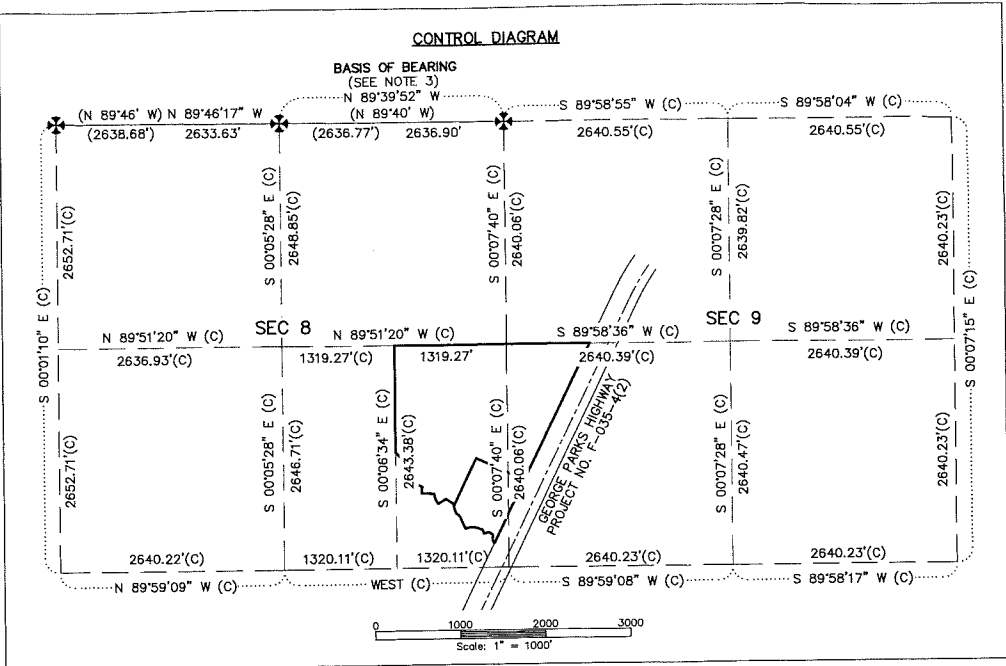 CONTROL DIAGRAM
BASIS OF BEARING
(SEE NOTE 3)
N 89°39'52" W
(N 89°46' W) N 89°46'17" W
(N 89°40' W)
S 89°58'55" W (C)
S 89°58'04" W (C)
(2638.68') 2633.63'
(2636.77') 2636.90'
2640.55'(C)
2640.55'(C)
S 00°01'10" E (C)
2652.71'(C)
S 00°05'28" E (C)
2648.85'(C)
S 00°07'40" E (C)
2640.06'(C)
S 00°07'28" E (C)
2639.82'(C)
2640.23'(C)
S 00°07'15" E (C)
N 89°51'20" W (C)
SEC 8
N 89°51'20" W (C)
S 89°58'36" W (C)
SEC 9
S 89°58'36" W (C)
2636.93'(C)
1319.27'(C)
1319.27'
2640.39'(C)
2640.39'(C)
2652.71'(C)
S 00°05'28" E (C)
2646.71'(C)
S 00°06'34" E (C)
2643.38'(C)
S 00°07'40" E (C)
2640.06'(C)
GEORGE PARKS HIGHWAY
PROJECT NO. F-035-4(2)
S 00°07'28" E (C)
2640.47'(C)
2640.23'(C)
2640.22'(C)
1320.11'(C)
1320.11'(C)
2640.23'(C)
2640.23'(C)
N 89°59'09" W (C)
WEST (C)
S 89°59'08" W (C)
S 89°58'17" W (C)
0 1000 2000 3000
Scale: 1" = 1000'